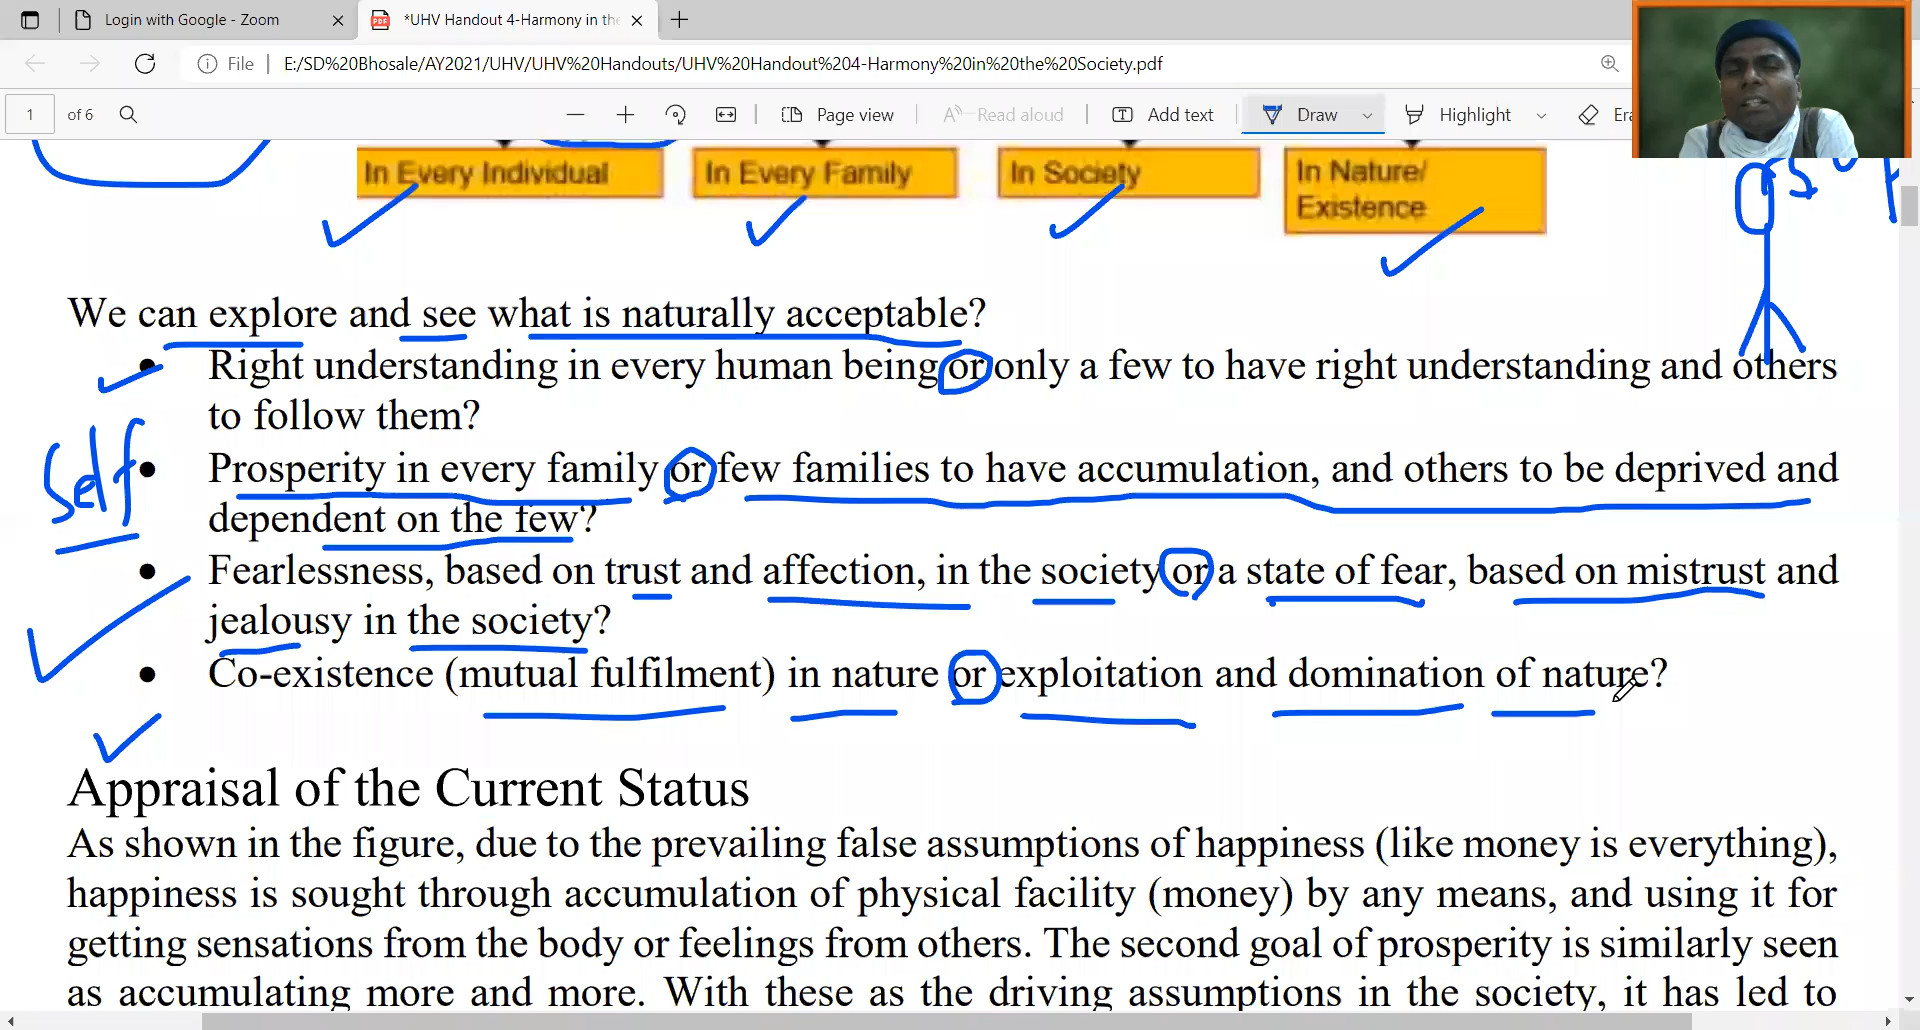 Login with Google - Zoom
*UHV Handout 4-Harmony in the
File
E:/SD%20Bhosale/AY2021/UHV/UHV%20Handouts/UHV%20Handout%204-Harmony%20in%20the%20Society.pdf
1 of 6
Page view
Read aloud
Add text
Draw
Highlight
In Every Individual
In Every Family
In Society
In Nature/
Existence
We can explore and see what is naturally acceptable?
• Right understanding in every human being or only a few to have right understanding and others
to follow them?
Self
• Prosperity in every family or few families to have accumulation, and others to be deprived and
dependent on the few?
• Fearlessness, based on trust and affection, in the society or a state of fear, based on mistrust and
jealousy in the society?
• Co-existence (mutual fulfilment) in nature or exploitation and domination of nature?
Appraisal of the Current Status
As shown in the figure, due to the prevailing false assumptions of happiness (like money is everything),
happiness is sought through accumulation of physical facility (money) by any means, and using it for
getting sensations from the body or feelings from others. The second goal of prosperity is similarly seen
as accumulating more and more. With these as the driving assumptions in the society, it has led to